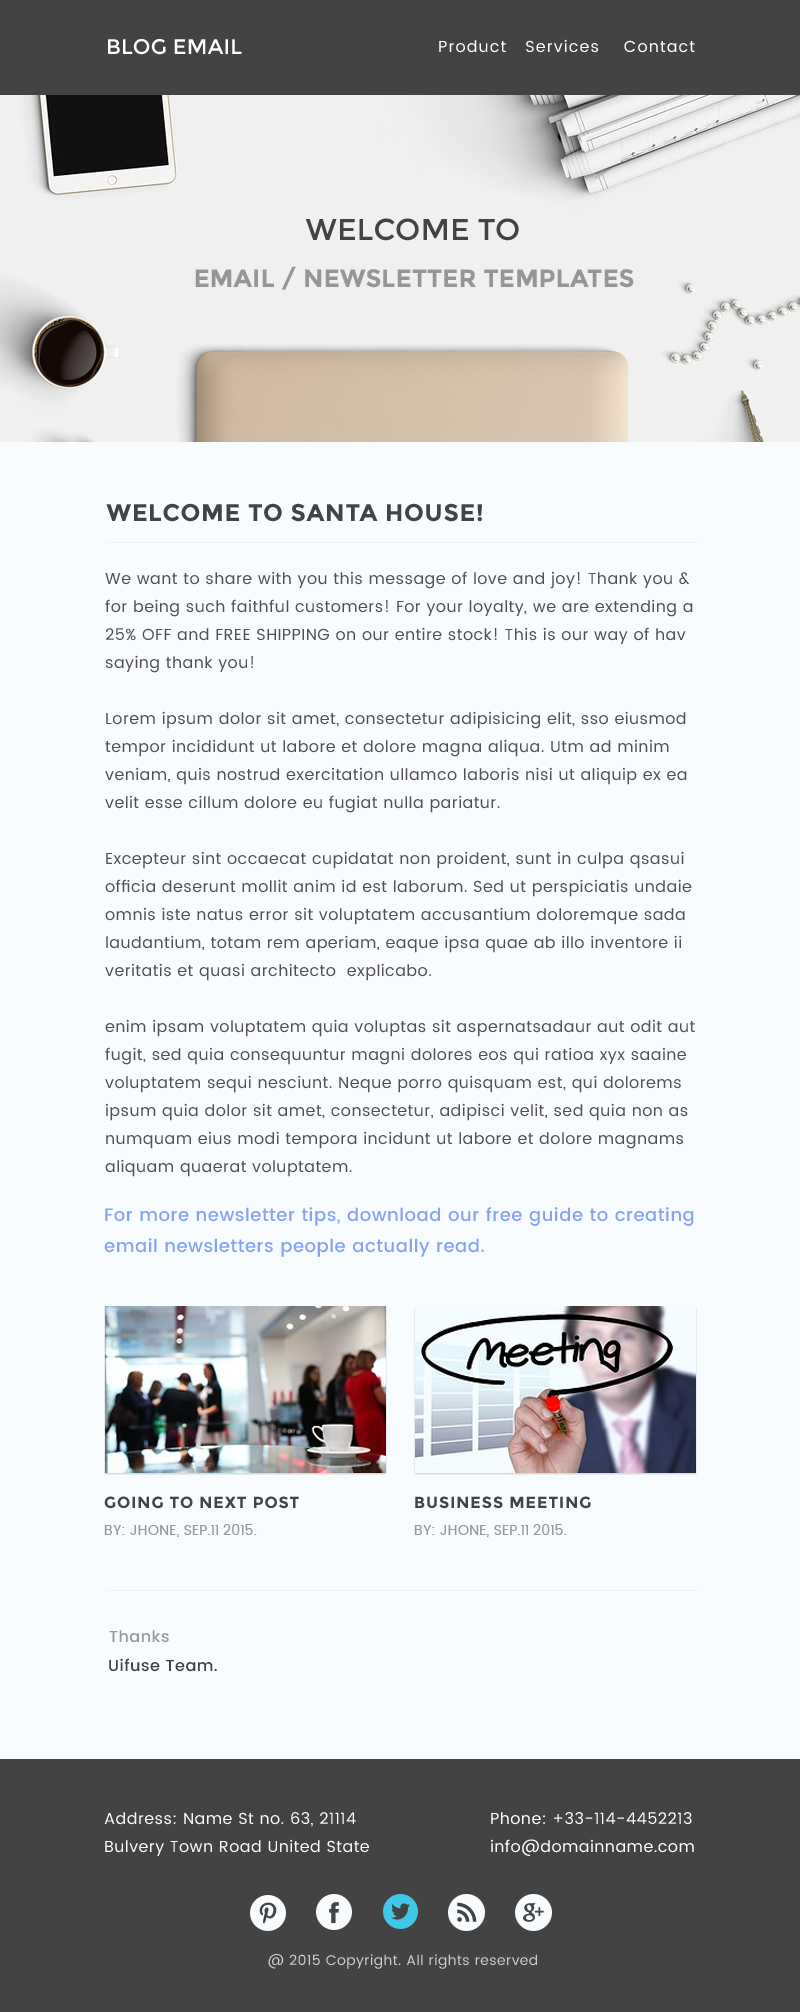 BLOG EMAIL
Product Services Contact
WELCOME TO
EMAIL / NEWSLETTER TEMPLATES
WELCOME TO SANTA HOUSE!
We want to share with you this message of love and joy! Thank you &
for being such faithful customers! For your loyalty, we are extending a
25% OFF and FREE SHIPPING on our entire stock! This is our way of hav
saying thank you!
Lorem ipsum dolor sit amet, consectetur adipisicing elit, sso eiusmod
tempor incididunt ut labore et dolore magna aliqua. Utm ad minim
veniam, quis nostrud exercitation ullamco laboris nisi ut aliquip ex ea
velit esse cillum dolore eu fugiat nulla pariatur.
Excepteur sint occaecat cupidatat non proident, sunt in culpa qsasui
officia deserunt mollit anim id est laborum. Sed ut perspiciatis undaie
omnis iste natus error sit voluptatem accusantium doloremque sada
laudantium, totam rem aperiam, eaque ipsa quae ab illo inventore ii
veritatis et quasi architecto explicabo.
enim ipsam voluptatem quia voluptas sit aspernatsadaur aut odit aut
fugit, sed quia consequuntur magni dolores eos qui ratioa xyx saaine
voluptatem sequi nesciunt. Neque porro quisquam est, qui dolorems
ipsum quia dolor sit amet, consectetur, adipisci velit, sed quia non as
numquam eius modi tempora incidunt ut labore et dolore magnams
aliquam quaerat voluptatem.
For more newsletter tips, download our free guide to creating
email newsletters people actually read.
meeting
GOING TO NEXT POST
BY: JHONE, SEP.11 2015.
BUSINESS MEETING
BY: JHONE, SEP.11 2015.
Thanks
Uifuse Team.
Address: Name St no. 63, 21114
Bulvery Town Road United State
Phone: +33-114-4452213
info@domainname.com
@ 2015 Copyright. All rights reserved